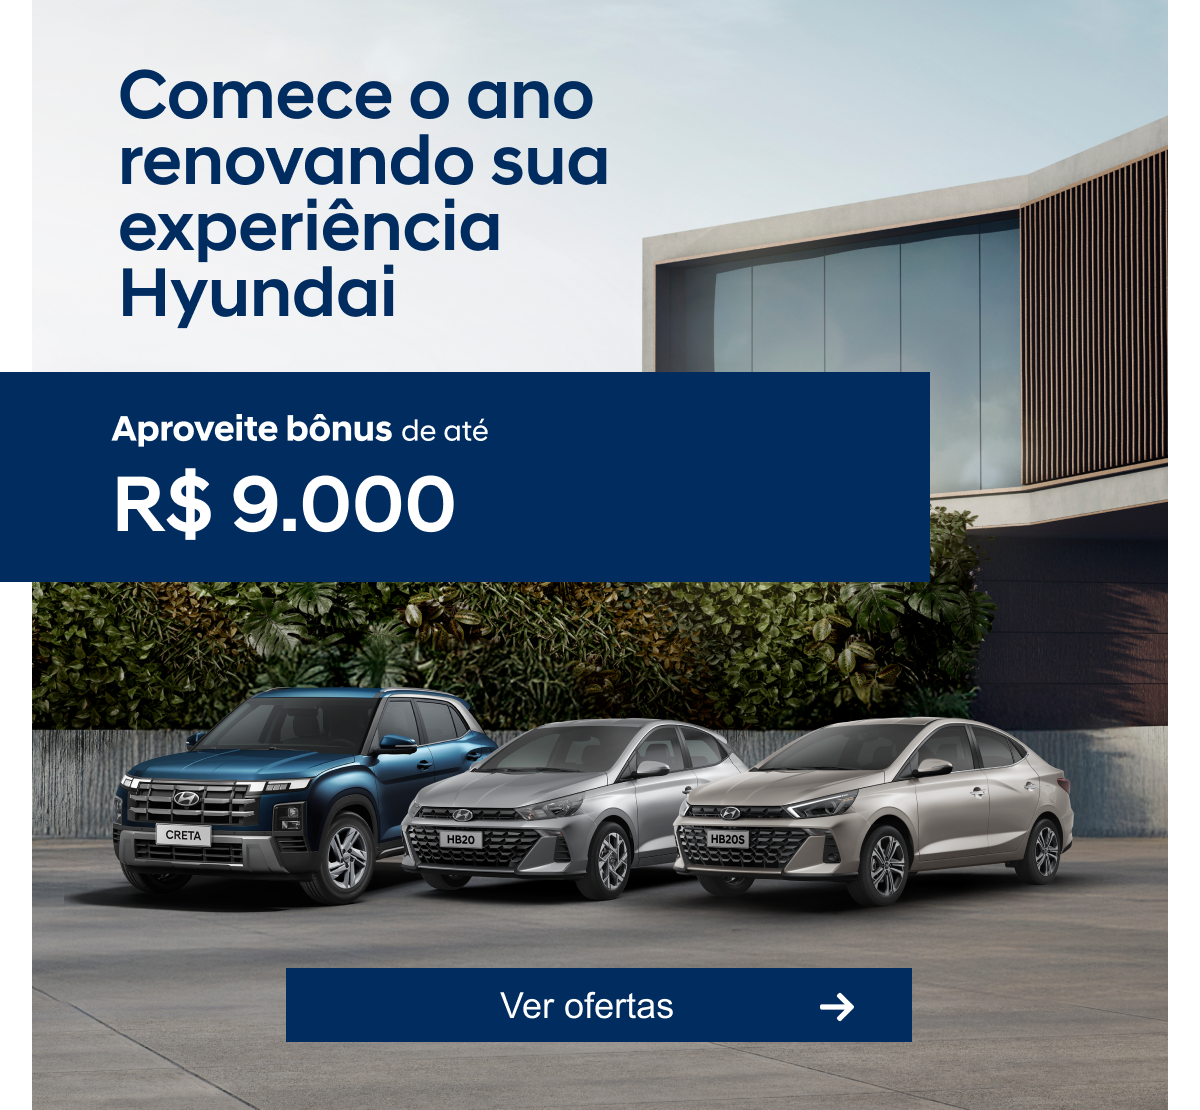 Comece o ano
renovando sua
experiência
Hyundai
Aproveite bônus de até
R$ 9.000
CRETA
HB20
HB20S
Ver ofertas